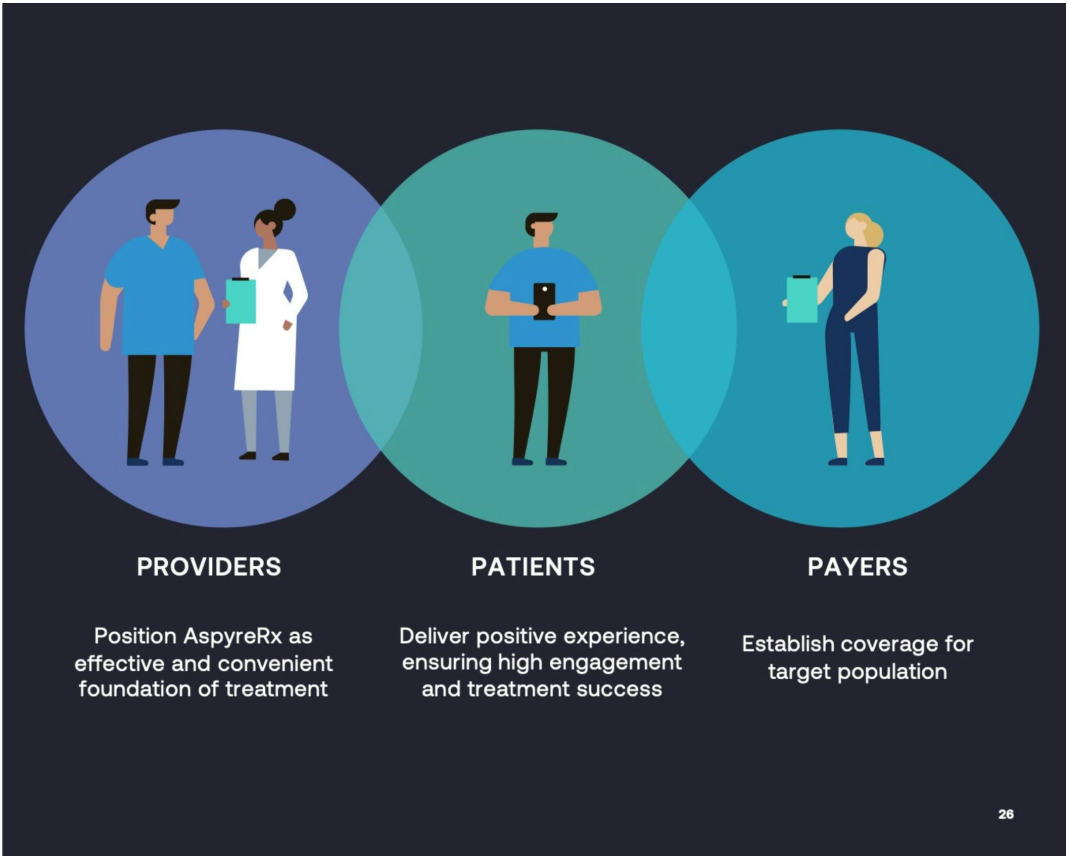 PROVIDERS
Position AspyreRx as
effective and convenient
foundation of treatment
PATIENTS
Deliver positive experience,
ensuring high engagement
and treatment success
PAYERS
Establish coverage for
target population
26